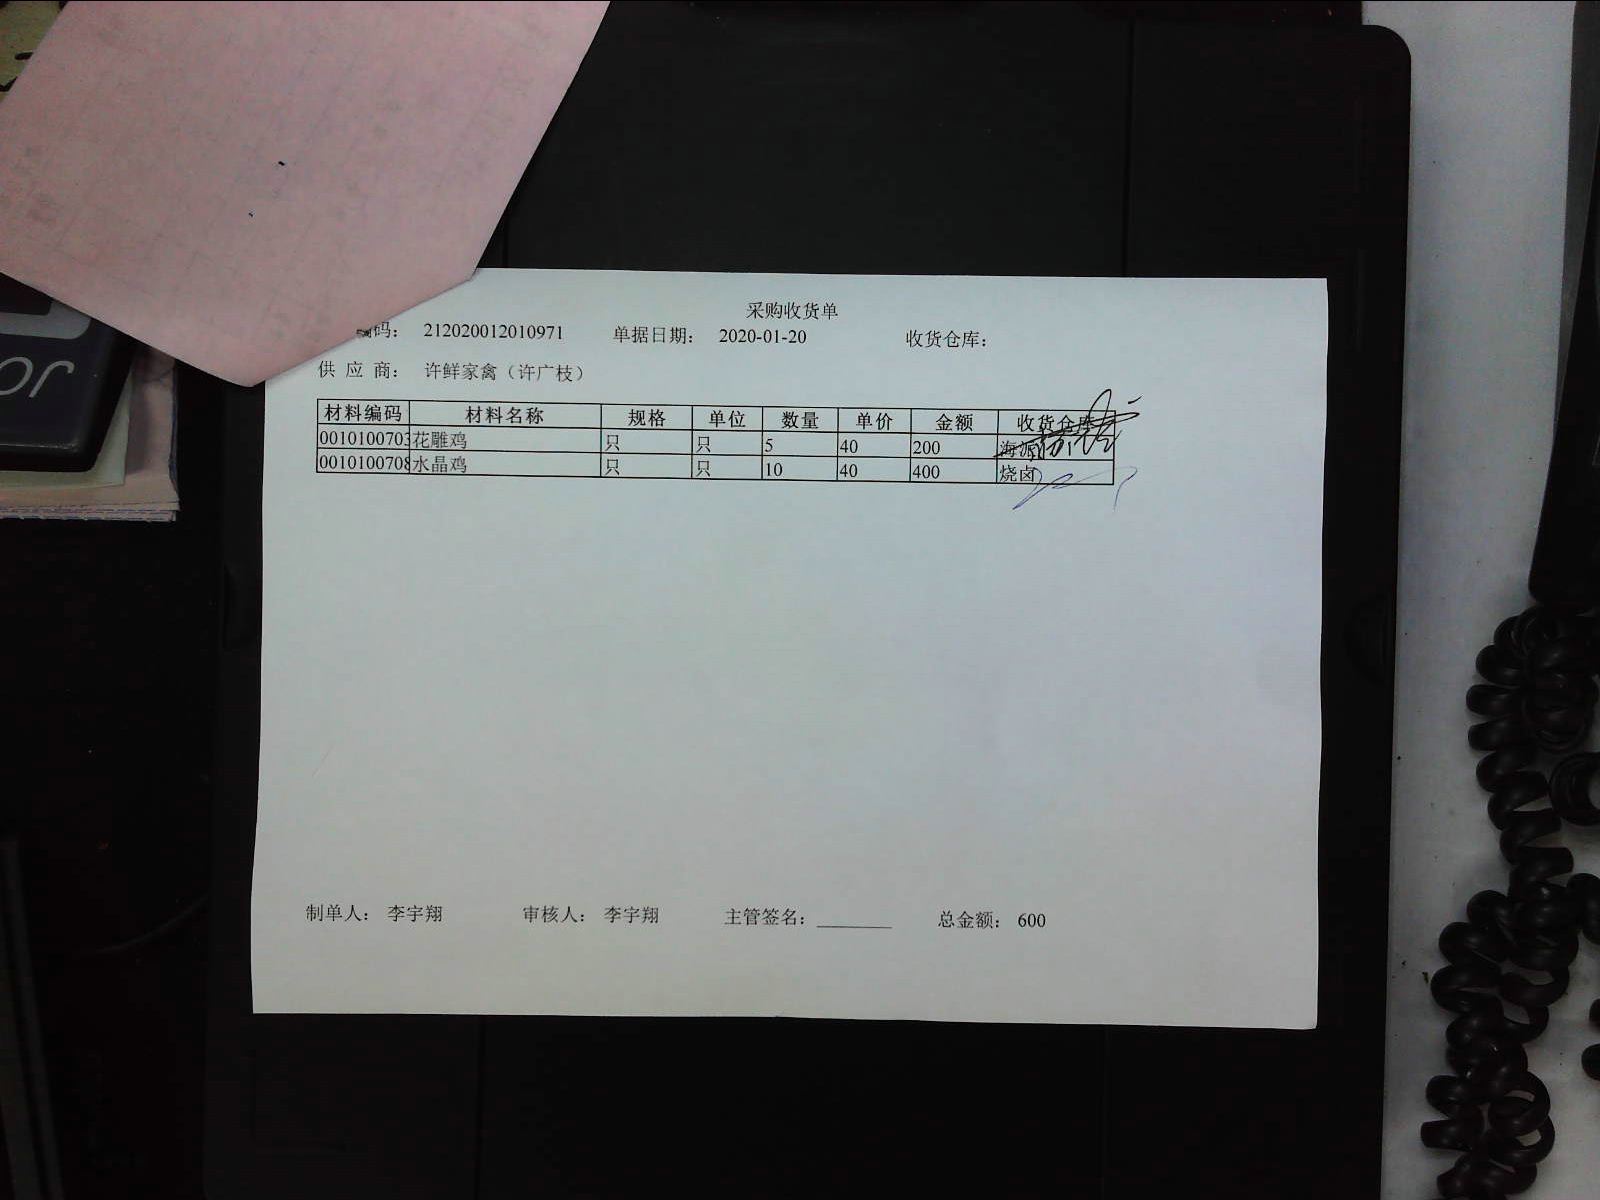 采购收货单
编码： 212020012010971 单据日期： 2020-01-20 收货仓库：
供 应 商： 许鲜家禽（许广枝）
材料编码 材料名称 规格 单位 数量 单价 金额 收货仓库
0010100703 花雕鸡 只 只 5 40 200 海派
0010100708 水晶鸡 只 只 10 40 400 烧卤
制单人： 李宇翔 审核人： 李宇翔 主管签名： 总金额： 600